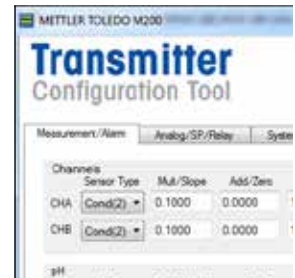 METTLER TOLEDO M200
Transmitter
Configuration Tool
Measurement/Alarm Analog/SP/Relay
Channels
Sensor Type Mult/Slope Add/Zero
CHA Cond(2) 0.1000 0.0000
CHB Cond(2) 0.1000 0.0000
pH